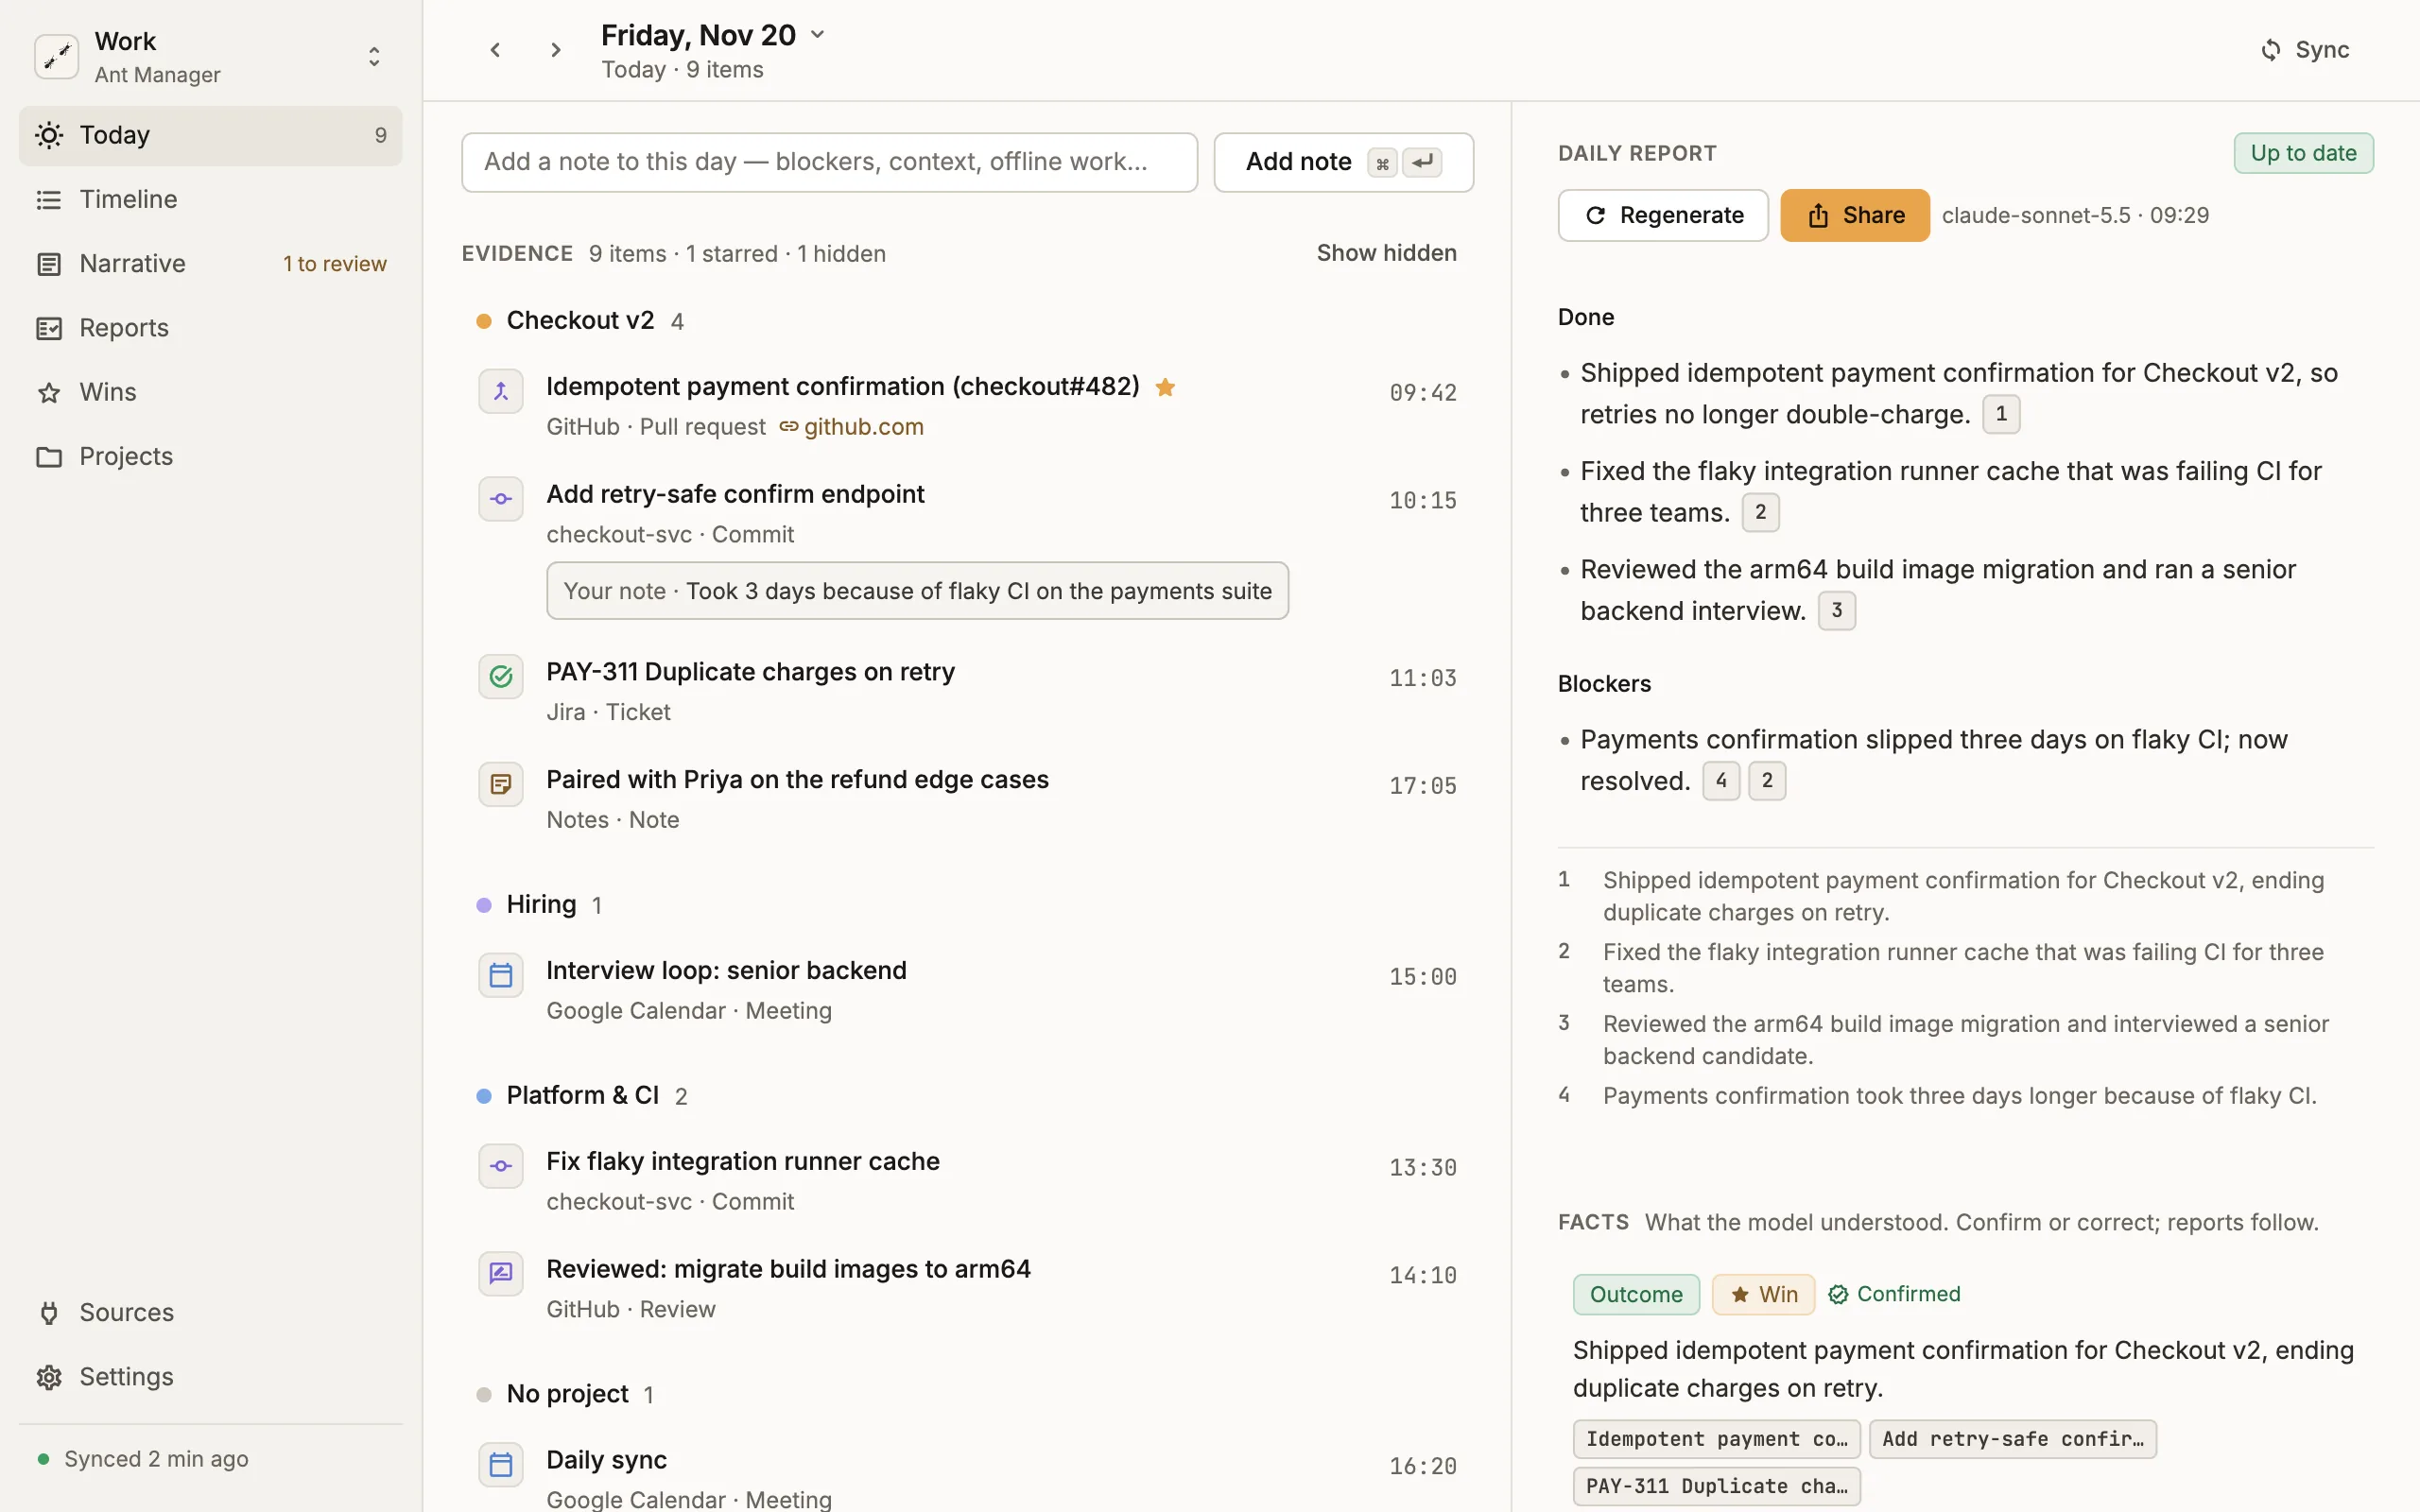 Work
Ant Manager
Today 9
Timeline
Narrative 1 to review
Reports
Wins
Projects
Sources
Settings
Synced 2 min ago
Friday, Nov 20
Today · 9 items
Sync
Add a note to this day — blockers, context, offline work...
Add note ⌘
EVIDENCE 9 items · 1 starred · 1 hidden
Show hidden
Checkout v2 4
Idempotent payment confirmation (checkout#482) 09:42
GitHub · Pull request github.com
Add retry-safe confirm endpoint 10:15
checkout-svc · Commit
Your note · Took 3 days because of flaky CI on the payments suite
PAY-311 Duplicate charges on retry 11:03
Jira · Ticket
Paired with Priya on the refund edge cases 17:05
Notes · Note
Hiring 1
Interview loop: senior backend 15:00
Google Calendar · Meeting
Platform & CI 2
Fix flaky integration runner cache 13:30
checkout-svc · Commit
Reviewed: migrate build images to arm64 14:10
GitHub · Review
No project 1
Daily sync 16:20
Google Calendar · Meeting
DAILY REPORT
Up to date
Regenerate
Share
claude-sonnet-5.5 · 09:29
Done
• Shipped idempotent payment confirmation for Checkout v2, so
retries no longer double-charge. 1
• Fixed the flaky integration runner cache that was failing CI for
three teams. 2
• Reviewed the arm64 build image migration and ran a senior
backend interview. 3
Blockers
• Payments confirmation slipped three days on flaky CI; now
resolved. 4 2
1 Shipped idempotent payment confirmation for Checkout v2, ending
duplicate charges on retry.
2 Fixed the flaky integration runner cache that was failing CI for three
teams.
3 Reviewed the arm64 build image migration and interviewed a senior
backend candidate.
4 Payments confirmation took three days longer because of flaky CI.
FACTS What the model understood. Confirm or correct; reports follow.
Outcome
Win
Confirmed
Shipped idempotent payment confirmation for Checkout v2, ending
duplicate charges on retry.
Idempotent payment co…
Add retry-safe confir…
PAY-311 Duplicate cha…